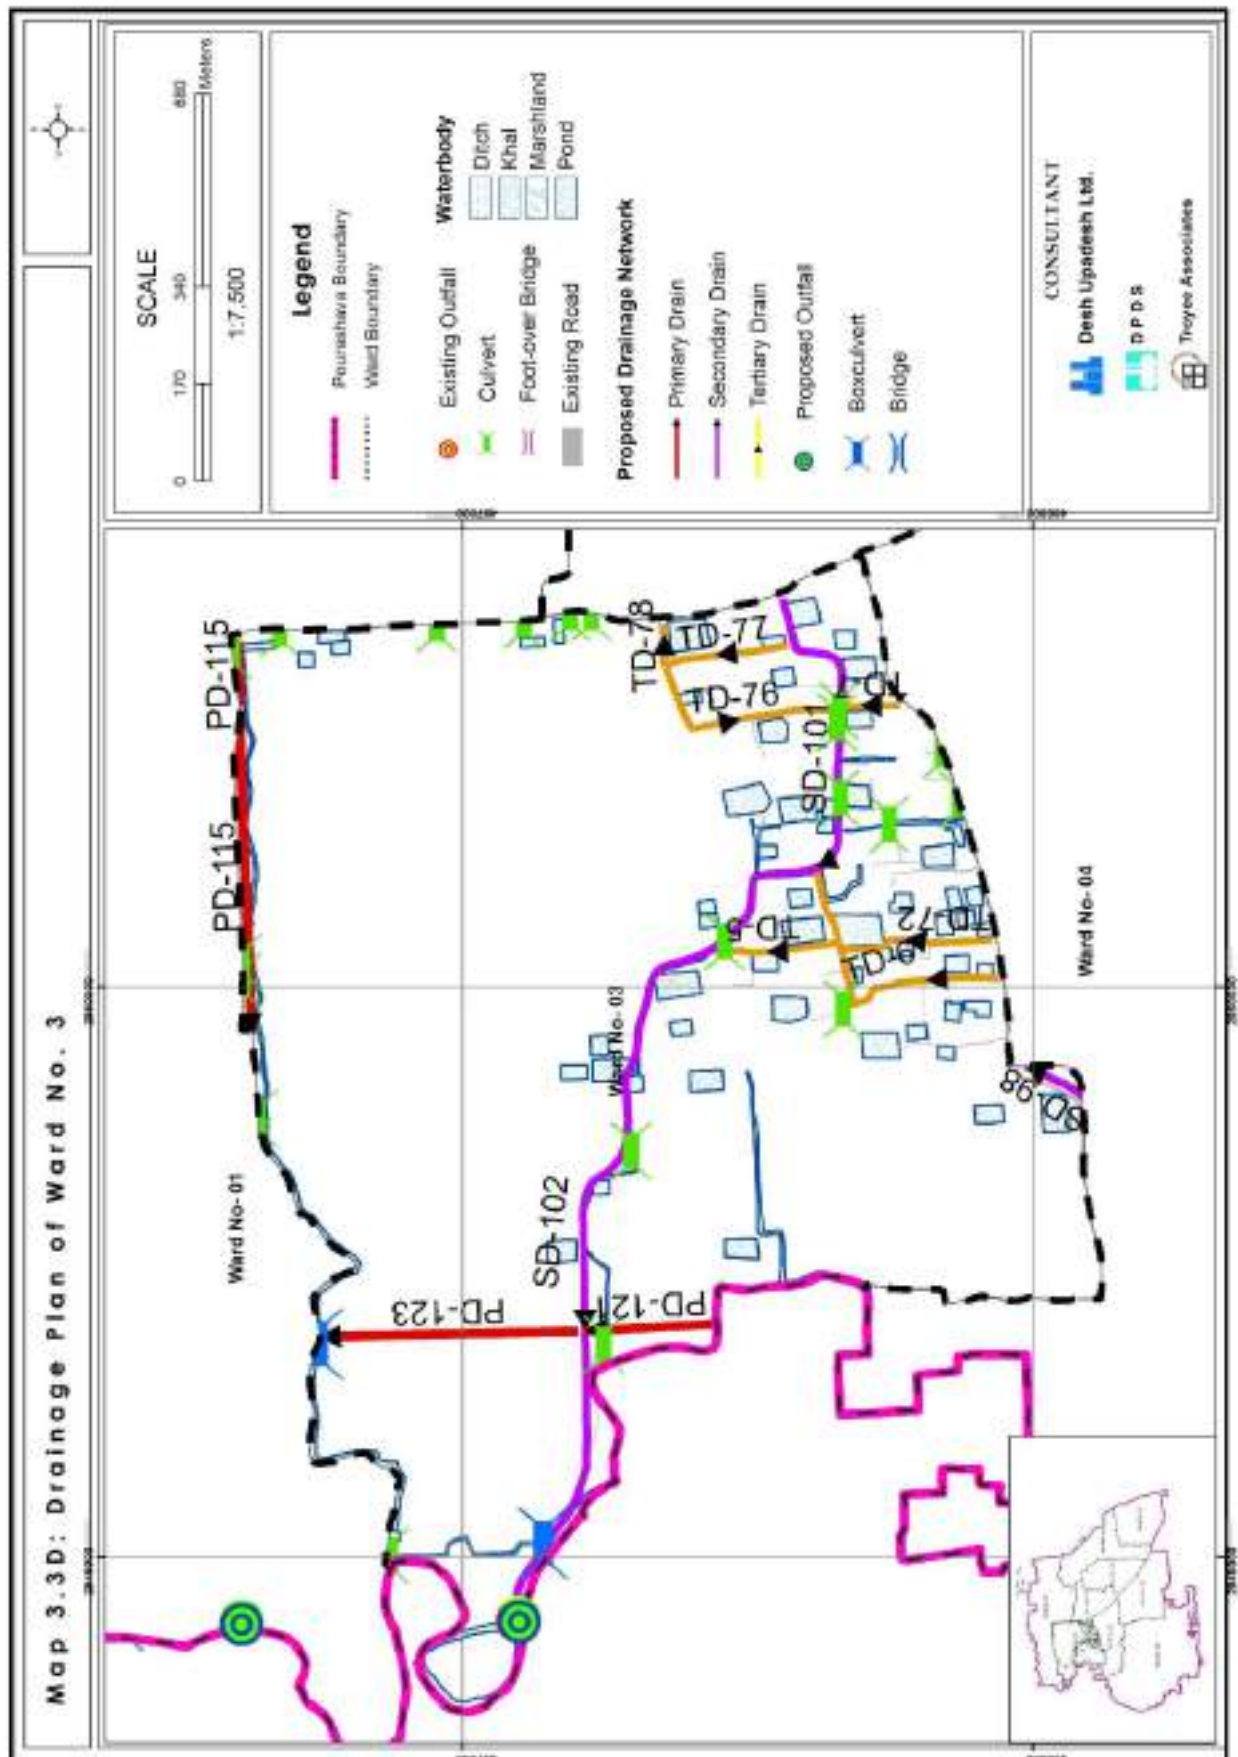 Map 3.3D: Drainage Plan of Ward No. 3
SCALE
0 170 340 680
Meters
1:7,500
Legend
Pourashava Boundary
Ward Boundary
Existing Outfall
Culvert
Foot-over Bridge
Existing Road
Waterbody
Ditch
Khal
Marshland
Pond
Proposed Drainage Network
Primary Drain
Secondary Drain
Tertiary Drain
Proposed Outfall
Boxculvert
Bridge
CONSULTANT
Desh Upadesh Ltd.
D P D S
Troyee Associates
PD-115
PD-115
Ward No- 01
PD-123
PD-121
SD-102
Ward No- 03
SD-101
TD-78
TD-77
TD-76
TD-5
TD-72
SD-98
Ward No- 04